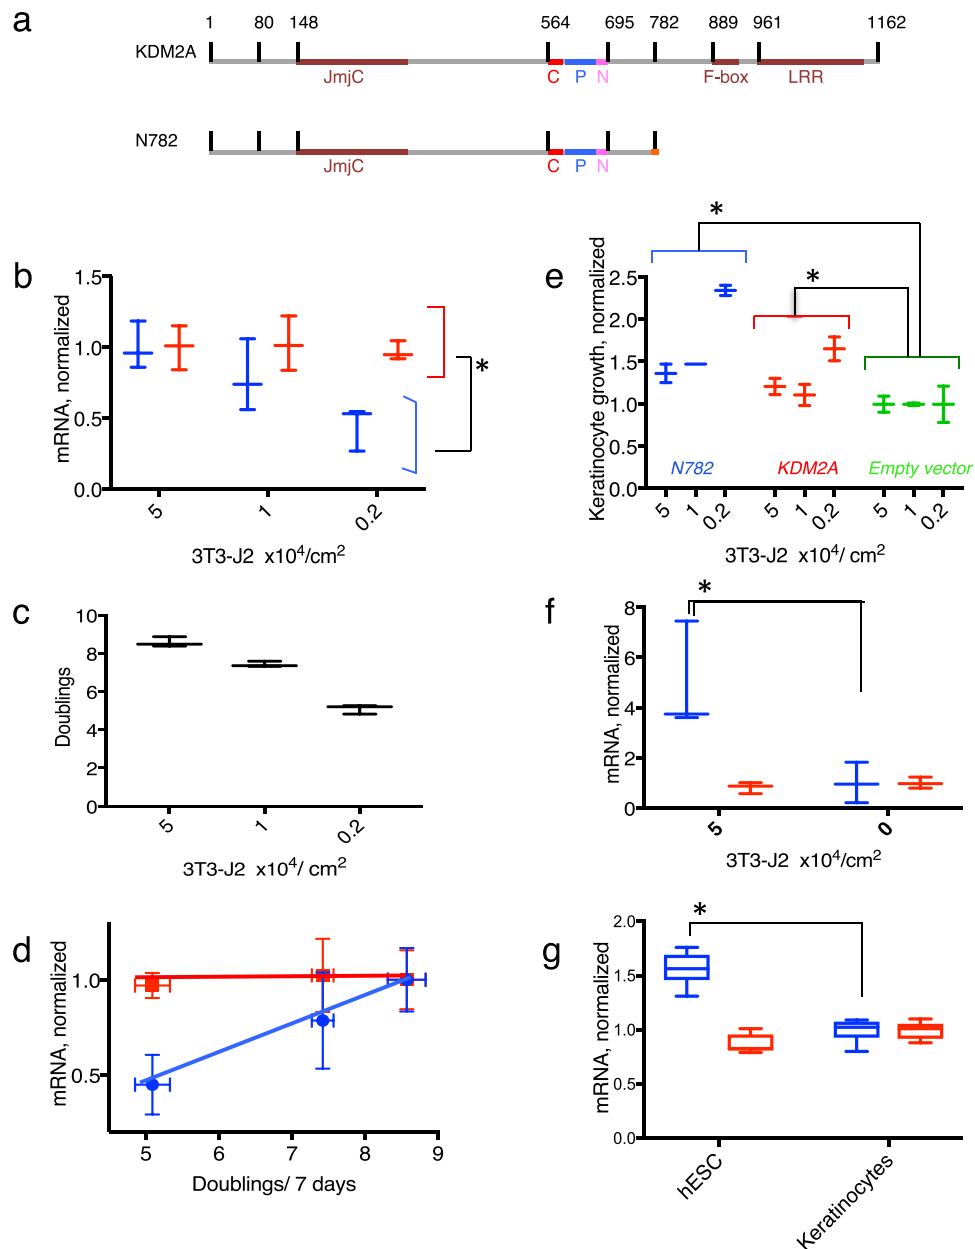 a
1 80 148 564 695 782 889 961 1162
KDM2A
JmjC C P N F-box LRR
N782
JmjC C P N
b
mRNA, normalized
1.5
1.0
0.5
0.0
*
5 1 0.2
3T3-J2 x10⁴/cm²
c
Doublings
10
8
6
4
2
0
5 1 0.2
3T3-J2 x10⁴/ cm²
d
mRNA, normalized
1.0
0.5
5 6 7 8 9
Doublings/ 7 days
e
Keratinocyte growth, normalized
2.5
2.0
1.5
1.0
0.5
0.0
*
*
N782 KDM2A Empty vector
5 1 0.2 5 1 0.2 5 1 0.2
3T3-J2 x10⁴/ cm²
f
mRNA, normalized
8
6
4
2
0
*
5 0
3T3-J2 x10⁴/cm²
g
mRNA, normalized
2.0
1.5
1.0
0.5
0.0
*
hESC Keratinocytes